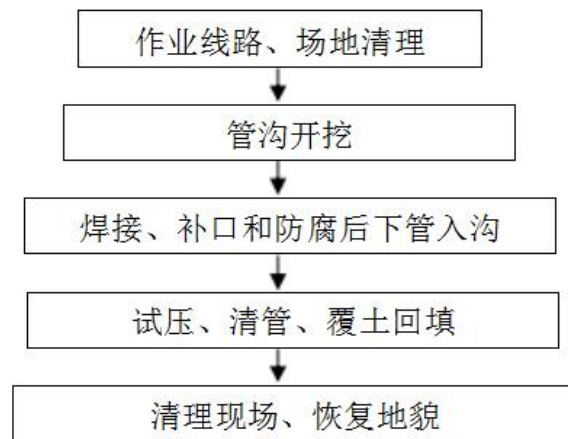 作业线路、场地清理
管沟开挖
焊接、补口和防腐后下管入沟
试压、清管、覆土回填
清理现场、恢复地貌